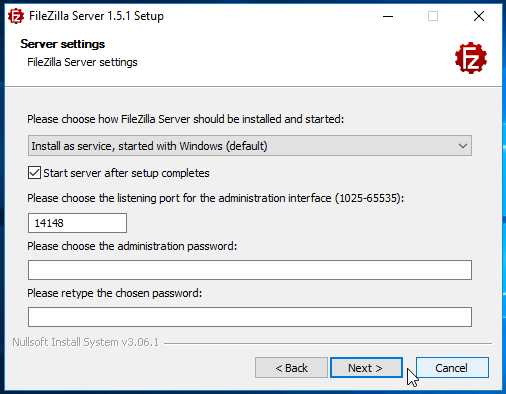 FileZilla Server 1.5.1 Setup
Server settings
FileZilla Server settings
Fz
Please choose how FileZilla Server should be installed and started:
Install as service, started with Windows (default)
Start server after setup completes
Please choose the listening port for the administration interface (1025-65535):
14148
Please choose the administration password:
Please retype the chosen password:
Nullsoft Install System v3.06.1
< Back
Next >
Cancel